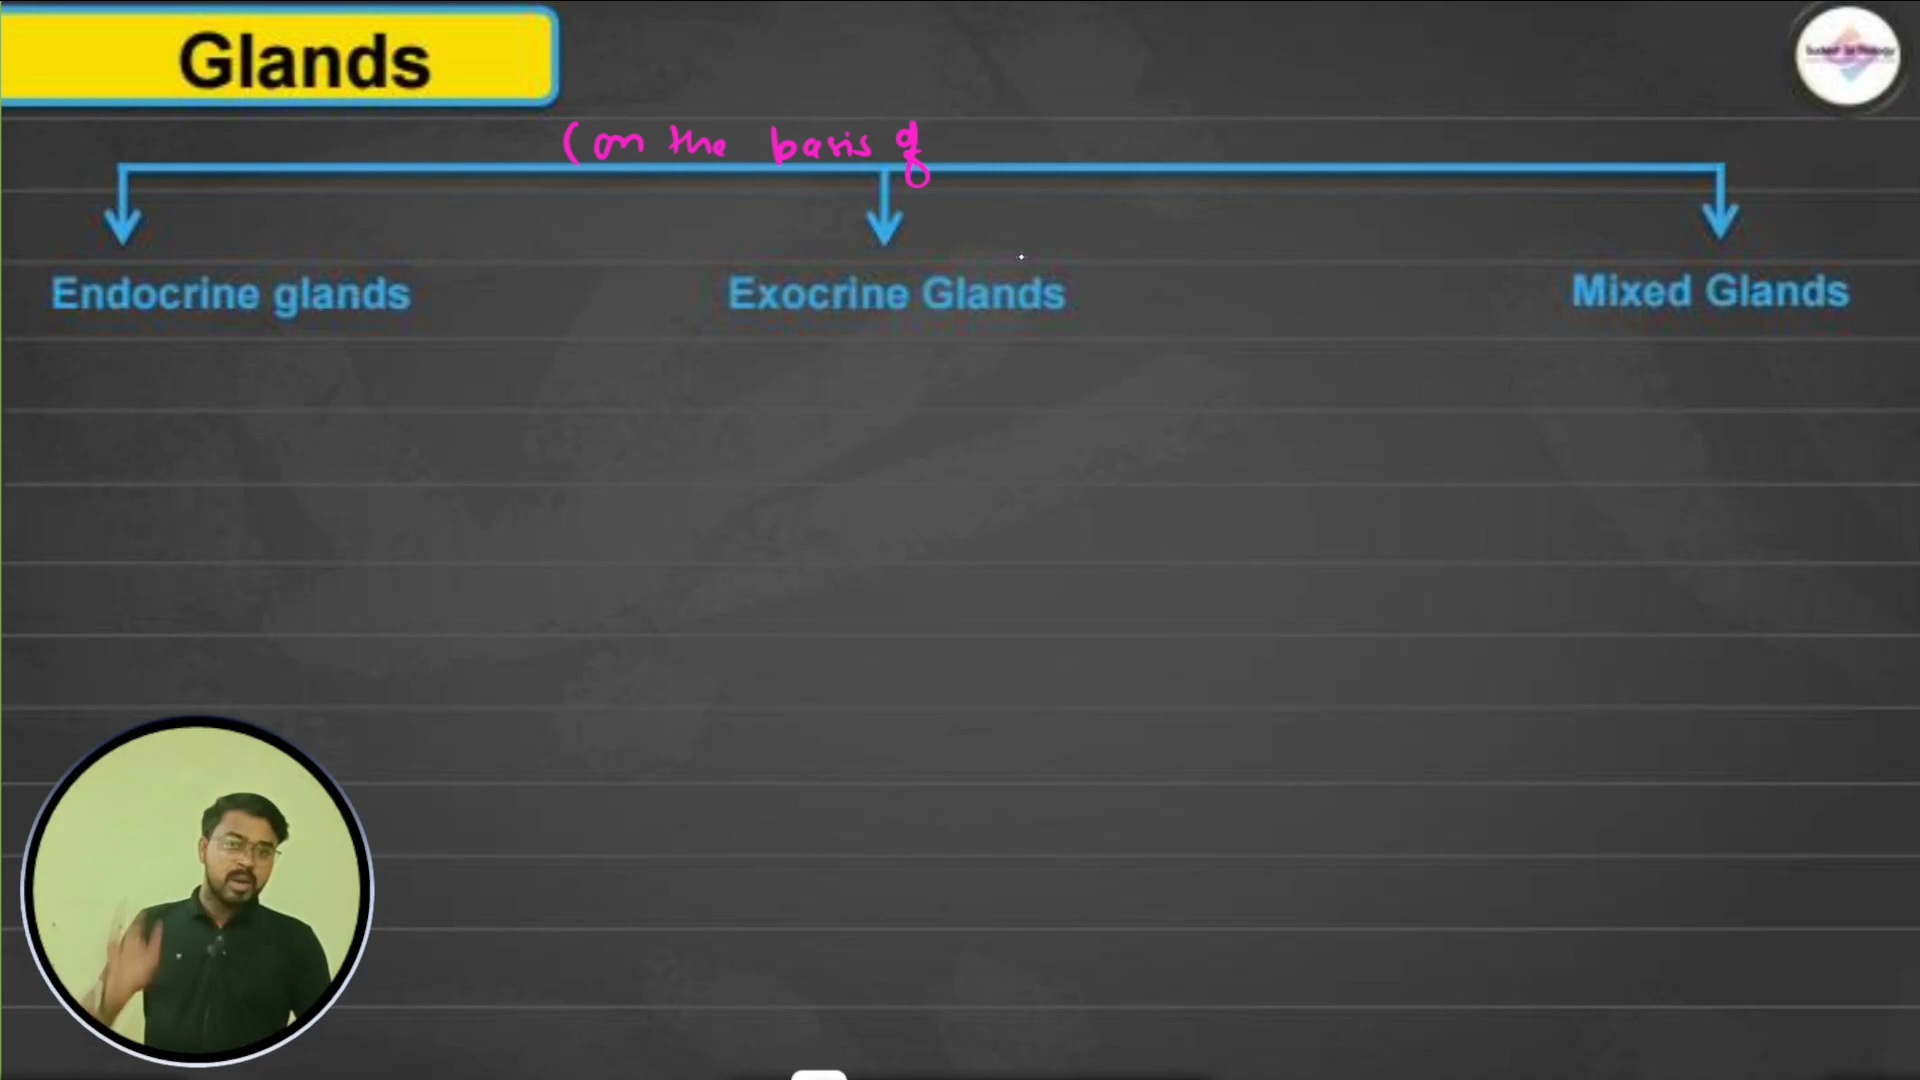 Glands
(on the basis of
Endocrine glands
Exocrine Glands
Mixed Glands